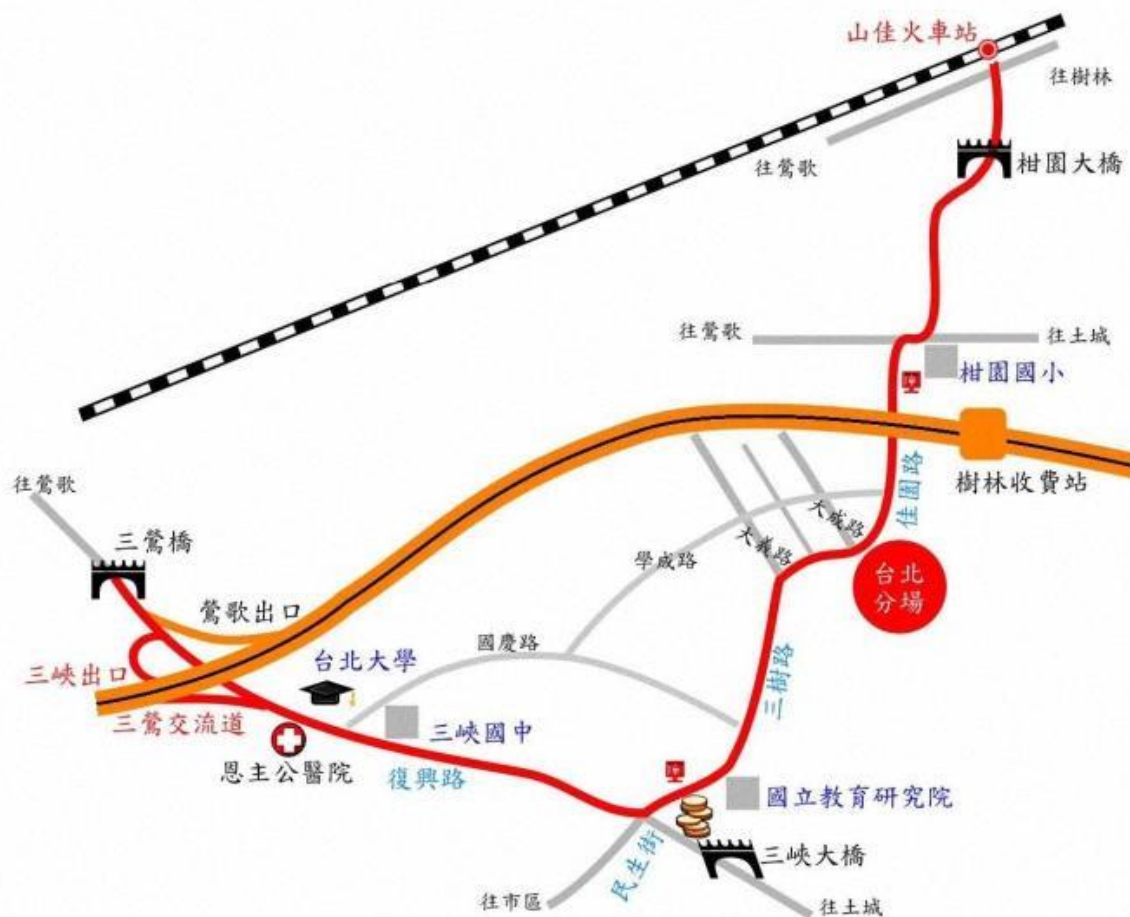 山佳火車站
往樹林
往鶯歌
柑園大橋
往鶯歌
往土城
柑園國小
樹林收費站
佳園路
往鶯歌
三鶯橋
大成路
大義路
學成路
台北
分場
鶯歌出口
國慶路
台北大學
三峽出口
三樹路
三鶯交流道
三峽國中
恩主公醫院
復興路
國立教育研究院
三峽大橋
民生街
往市區
往土城